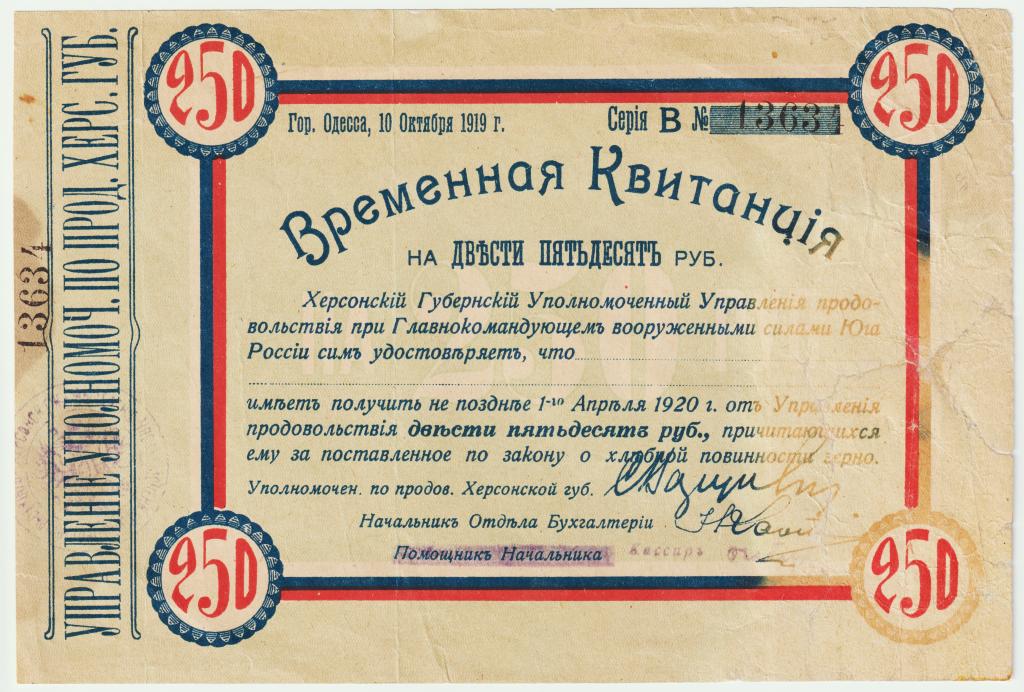 УПРАВЛЕНІЕ УПОЛНОМОЧ. ПО ПРОД. ХЕРС. ГУБ.
13634
250
250
Гор. Одесса, 10 Октября 1919 г.
Серія В № 13634
Временная Квитанція
НА ДВѢСТИ ПЯТЬДЕСЯТЪ РУБ.
Херсонскій Губернскій Уполномоченный Управленія продо-
вольствія при Главнокомандующемъ вооруженными силами Юга
Россіи симъ удостовѣряетъ, что
имѣетъ получить не позднѣе 1-го Апрѣля 1920 г. отъ Управленія
продовольствія двѣсти пятьдесятъ руб., причитающихся
ему за поставленное по закону о хлѣбной повинности зерно.
Уполномочен. по продов. Херсонской губ.
Начальникъ Отдѣла Бухгалтеріи
Помощникъ Начальника Кассиръ
250
250